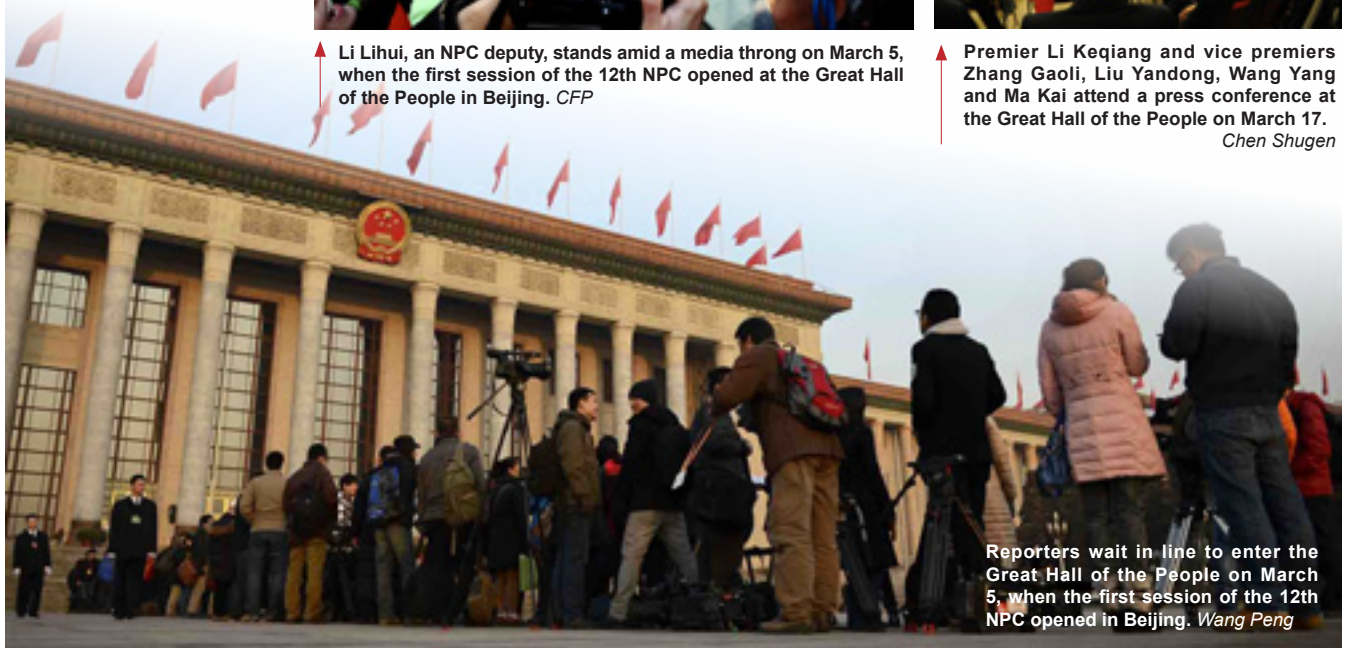 Li Lihui, an NPC deputy, stands amid a media throng on March 5,
when the first session of the 12th NPC opened at the Great Hall
of the People in Beijing. CFP
Premier Li Keqiang and vice premiers
Zhang Gaoli, Liu Yandong, Wang Yang
and Ma Kai attend a press conference at
the Great Hall of the People on March 17.
Chen Shugen
Reporters wait in line to enter the
Great Hall of the People on March
5, when the first session of the 12th
NPC opened in Beijing. Wang Peng